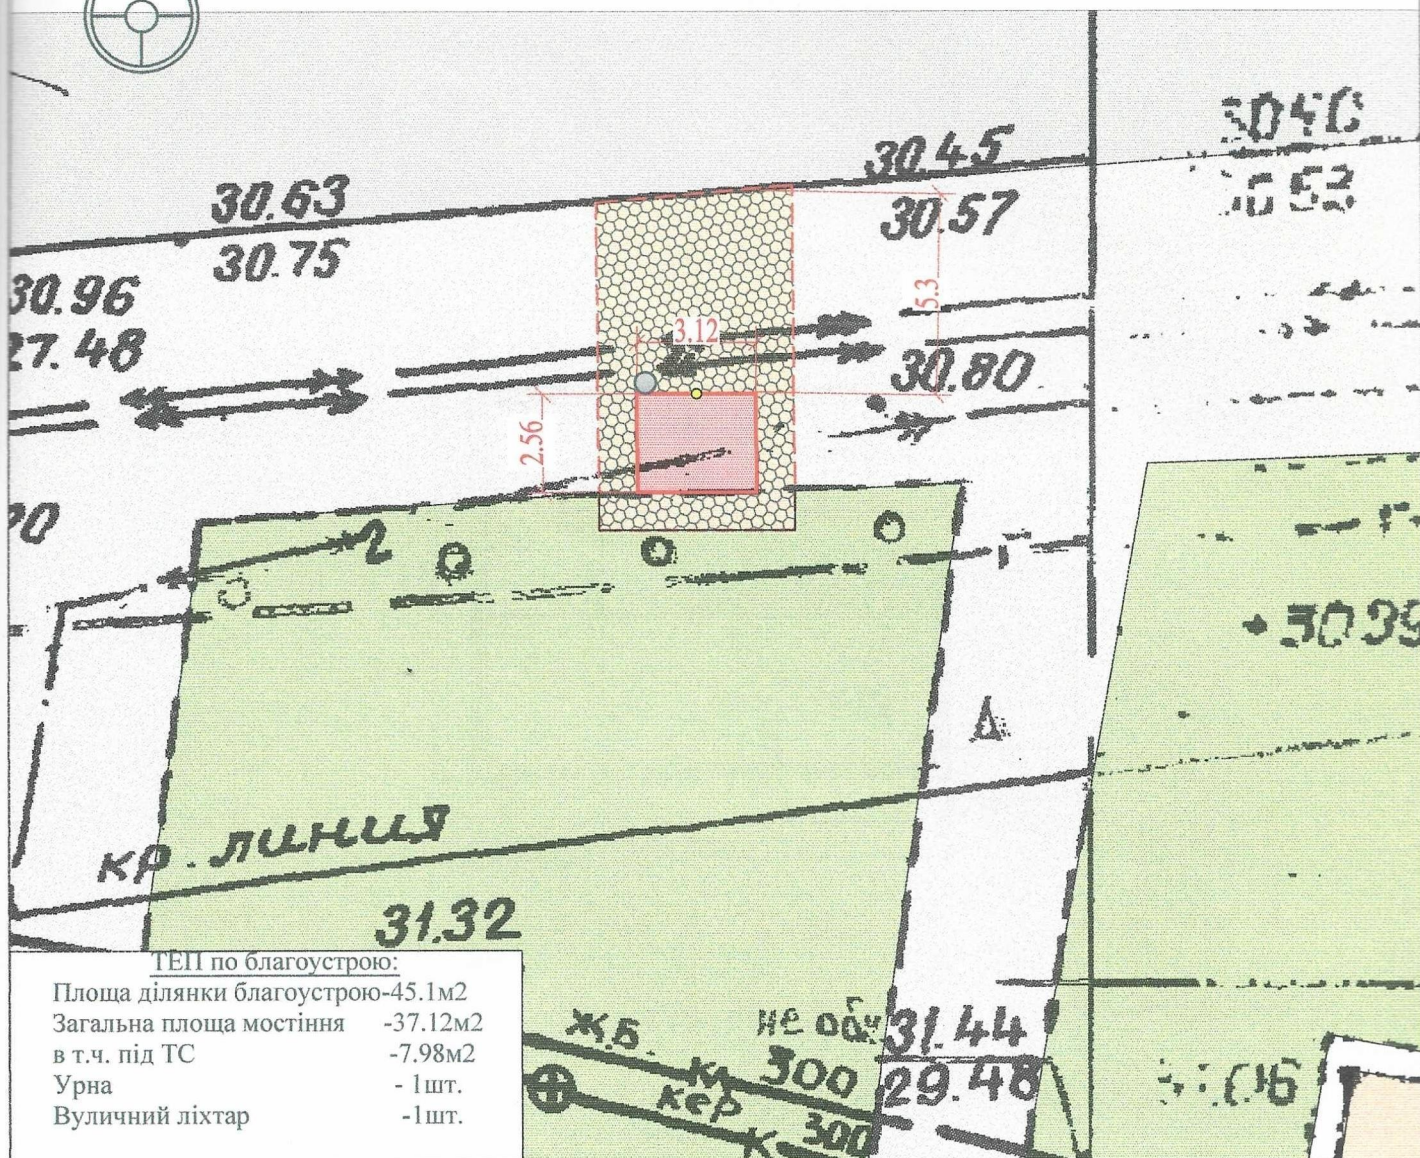 30.45
30.63
30.57
30.75
30.96
5.3
27.48
3.12
30.80
2.56
кр. линия
31.32
ТЕП по благоустрою:
Площа ділянки благоустрою-45.1м2
Загальна площа мостіння -37.12м2
в т.ч. під ТС -7.98м2
Урна - 1шт.
Вуличний ліхтар -1шт.
31.44
Ж.Б.
300
29.48
кер
300